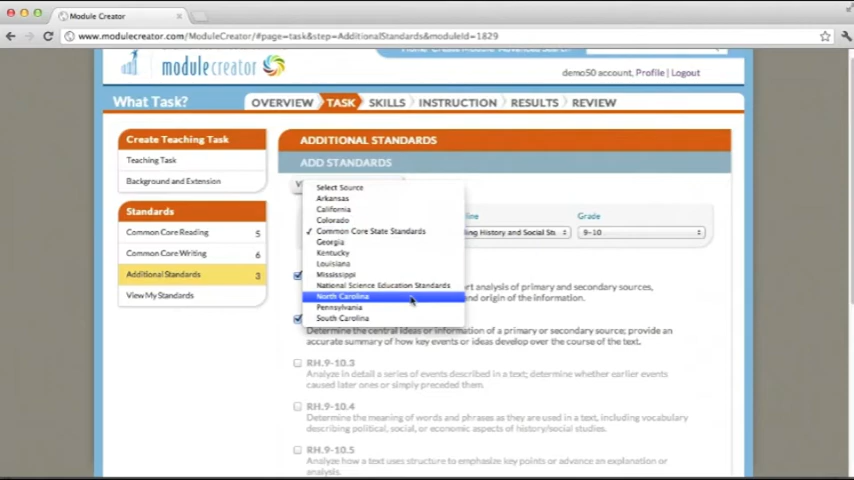 Module Creator
www.modulecreator.com/ModuleCreator/#page=task&step=AdditionalStandards&moduleId=1829
modulecreator
demo50 account, Profile | Logout
What Task?
OVERVIEW
TASK
SKILLS
INSTRUCTION
RESULTS
REVIEW
Create Teaching Task
Teaching Task
Background and Extension
Standards
Common Core Reading 5
Common Core Writing 6
Additional Standards 3
View My Standards
ADDITIONAL STANDARDS
ADD STANDARDS
Select Source
Arkansas
California
Colorado
✓ Common Core State Standards
Georgia
Kentucky
Louisiana
Mississippi
National Science Education Standards
North Carolina
Pennsylvania
South Carolina
Grade
9-10
rt analysis of primary and secondary sources,
and origin of the information.
Determine the central ideas or information of a primary or secondary source; provide an
accurate summary of how key events or ideas develop over the course of the text.
RH.9-10.3
Analyze in detail a series of events described in a text; determine whether earlier events
caused later ones or simply preceded them.
RH.9-10.4
Determine the meaning of words and phrases as they are used in a text, including vocabulary
describing political, social, or economic aspects of history/social studies.
RH.9-10.5
Analyze how a text uses structure to emphasize key points or advance an explanation or
analysis.